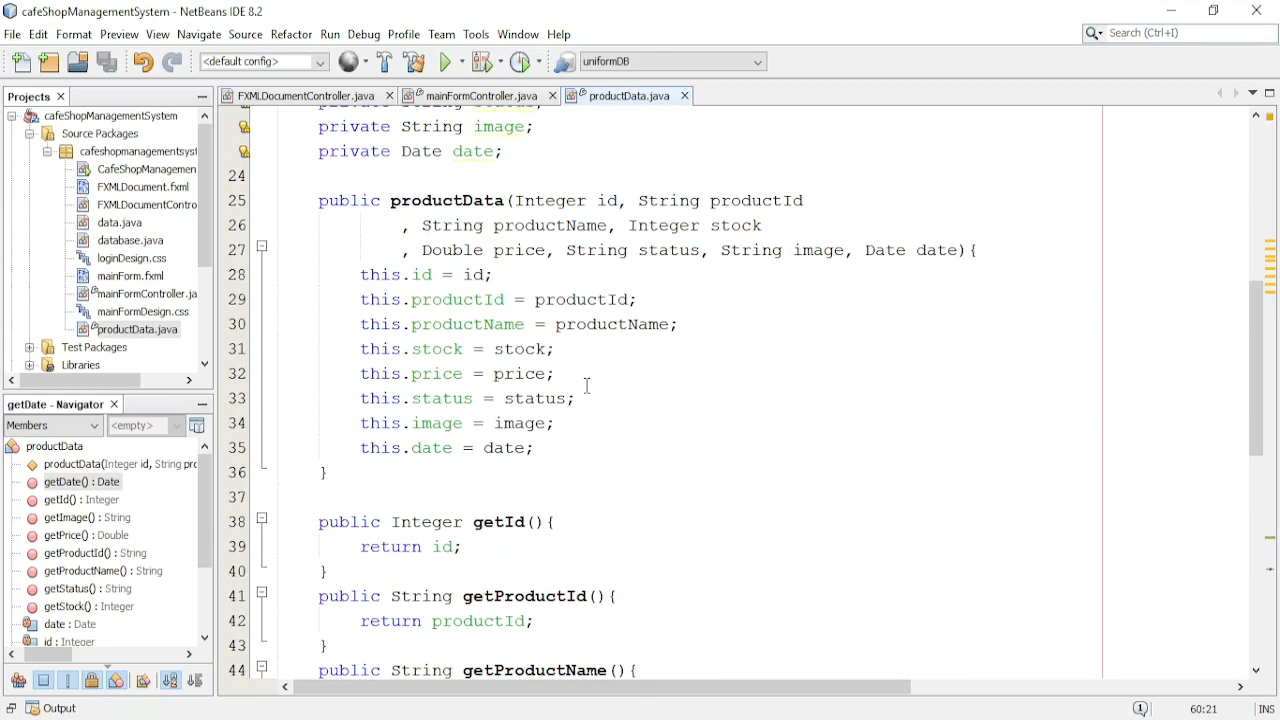 cafeShopManagementSystem - NetBeans IDE 8.2
File Edit Format Preview View Navigate Source Refactor Run Debug Profile Team Tools Window Help
Search (Ctrl+I)
<default config>
uniformDB
Projects
FXMLDocumentController.java
mainFormController.java
productData.java
cafeShopManagementSystem
Source Packages
cafeshopmanagementsyst
CafeShopManagemen
FXMLDocument.fxml
FXMLDocumentContro
data.java
database.java
loginDesign.css
mainForm.fxml
mainFormController.ja
mainFormDesign.css
productData.java
Test Packages
Libraries
getDate - Navigator
Members
<empty>
productData
productData(Integer id, String pro
getDate() : Date
getId() : Integer
getImage() : String
getPrice() : Double
getProductId() : String
getProductName() : String
getStatus() : String
getStock() : Integer
date : Date
id : Integer
private String status;
private String image;
private Date date;
24
25 public productData(Integer id, String productId
26 , String productName, Integer stock
27 , Double price, String status, String image, Date date){
28 this.id = id;
29 this.productId = productId;
30 this.productName = productName;
31 this.stock = stock;
32 this.price = price;
33 this.status = status;
34 this.image = image;
35 this.date = date;
36 }
37
38 public Integer getId(){
39 return id;
40 }
41 public String getProductId(){
42 return productId;
43 }
44 public String getProductName(){
Output
1
60:21
INS